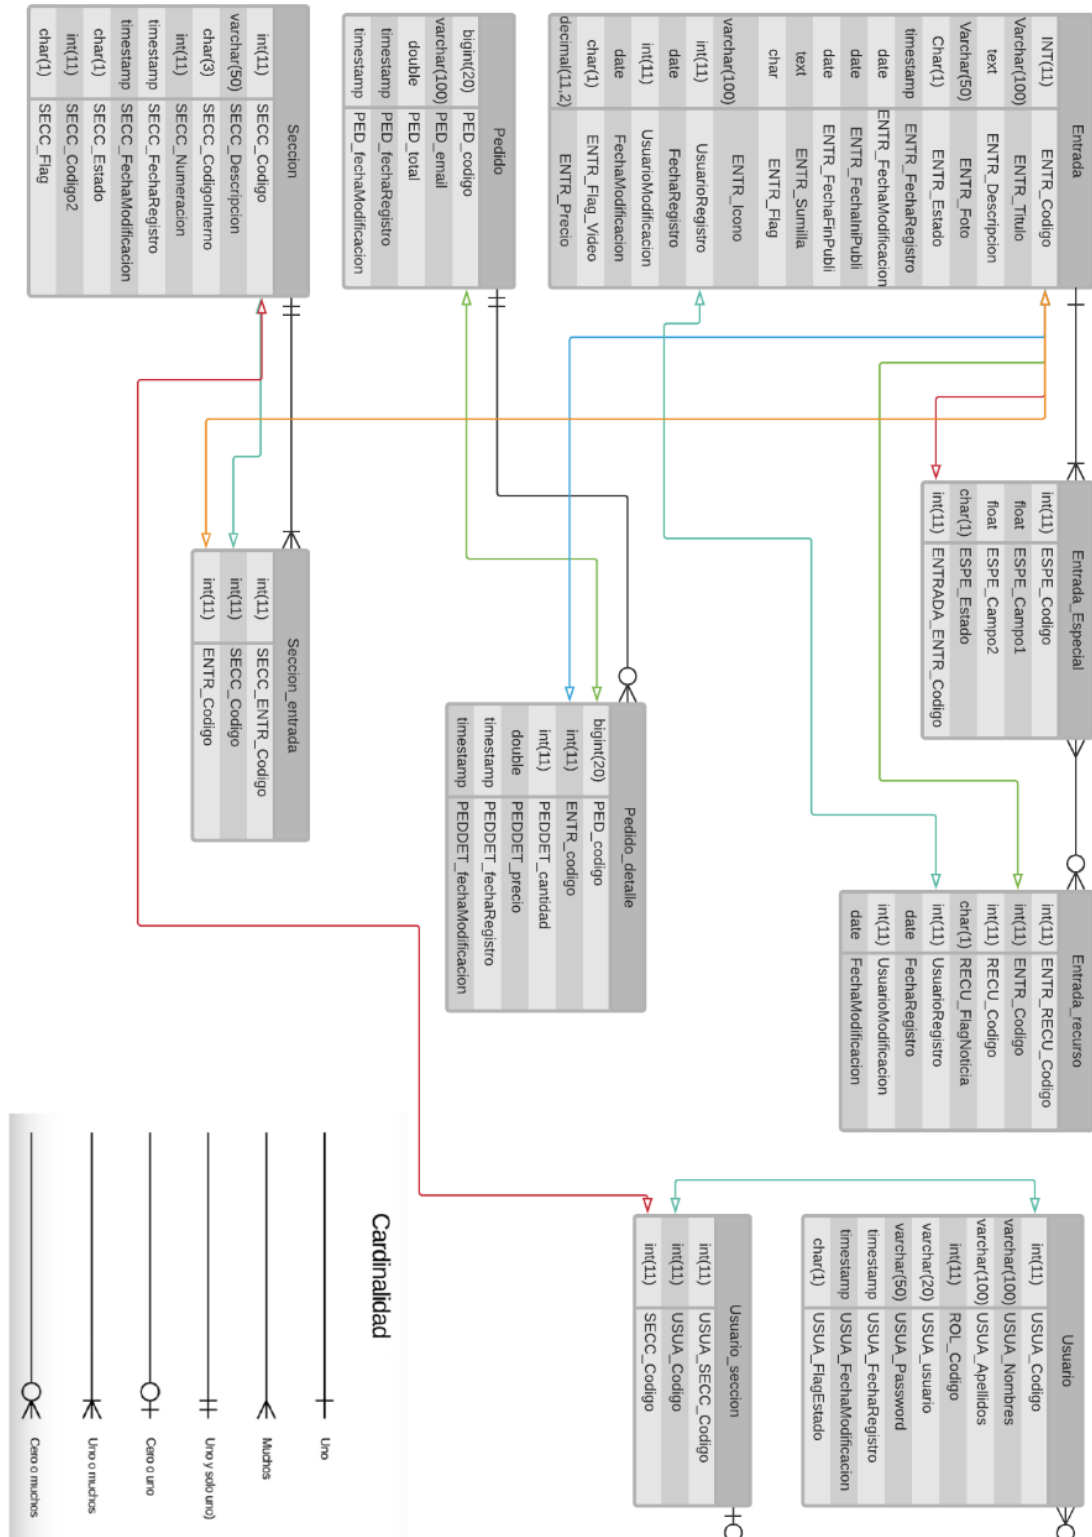 Entrada
INT(11) ENTR_Codigo
Varchar(100) ENTR_Titulo
text ENTR_Descripcion
Varchar(50) ENTR_Foto
Char(1) ENTR_Estado
timestamp ENTR_FechaRegistro
date ENTR_FechaModificacion
date ENTR_FechaIniPubli
date ENTR_FechaFinPubli
text ENTR_Sumilla
char ENTR_Flag
varchar(100) ENTR_Icono
int(11) UsuarioRegistro
date FechaRegistro
int(11) UsuarioModificacion
date FechaModificacion
char(1) ENTR_Flag_Video
decimal(11,2) ENTR_Precio
Entrada_Especial
int(11) ESPE_Codigo
float ESPE_Campo1
float ESPE_Campo2
char(1) ESPE_Estado
int(11) ENTRADA_ENTR_Codigo
Entrada_recurso
int(11) ENTR_RECU_Codigo
int(11) ENTR_Codigo
int(11) RECU_Codigo
char(1) RECU_FlagNoticia
int(11) UsuarioRegistro
date FechaRegistro
int(11) UsuarioModificacion
date FechaModificacion
Usuario
int(11) USUA_Codigo
varchar(100) USUA_Nombres
varchar(100) USUA_Apellidos
int(11) ROL_Codigo
varchar(20) USUA_usuario
varchar(50) USUA_Password
timestamp USUA_FechaRegistro
timestamp USUA_FechaModificacion
char(1) USUA_FlagEstado
Pedido
bigint(20) PED_codigo
varchar(100) PED_email
double PED_total
timestamp PED_fechaRegistro
timestamp PED_fechaModificacion
Pedido_detalle
bigint(20) PED_codigo
int(11) ENTR_codigo
int(11) PEDDET_cantidad
double PEDDET_precio
timestamp PEDDET_fechaRegistro
timestamp PEDDET_fechaModificacion
Usuario_seccion
int(11) USUA_SECC_Codigo
int(11) USUA_Codigo
int(11) SECC_Codigo
Seccion
int(11) SECC_Codigo
varchar(50) SECC_Descripcion
char(3) SECC_CodigoInterno
int(11) SECC_Numeracion
timestamp SECC_FechaRegistro
timestamp SECC_FechaModificacion
char(1) SECC_Estado
int(11) SECC_Codigo2
char(1) SECC_Flag
Seccion_entrada
int(11) SECC_ENTR_Codigo
int(11) SECC_Codigo
int(11) ENTR_Codigo
Cardinalidad
Uno
Muchos
Uno y solo uno)
Cero o uno
Uno o muchos
Cero o muchos